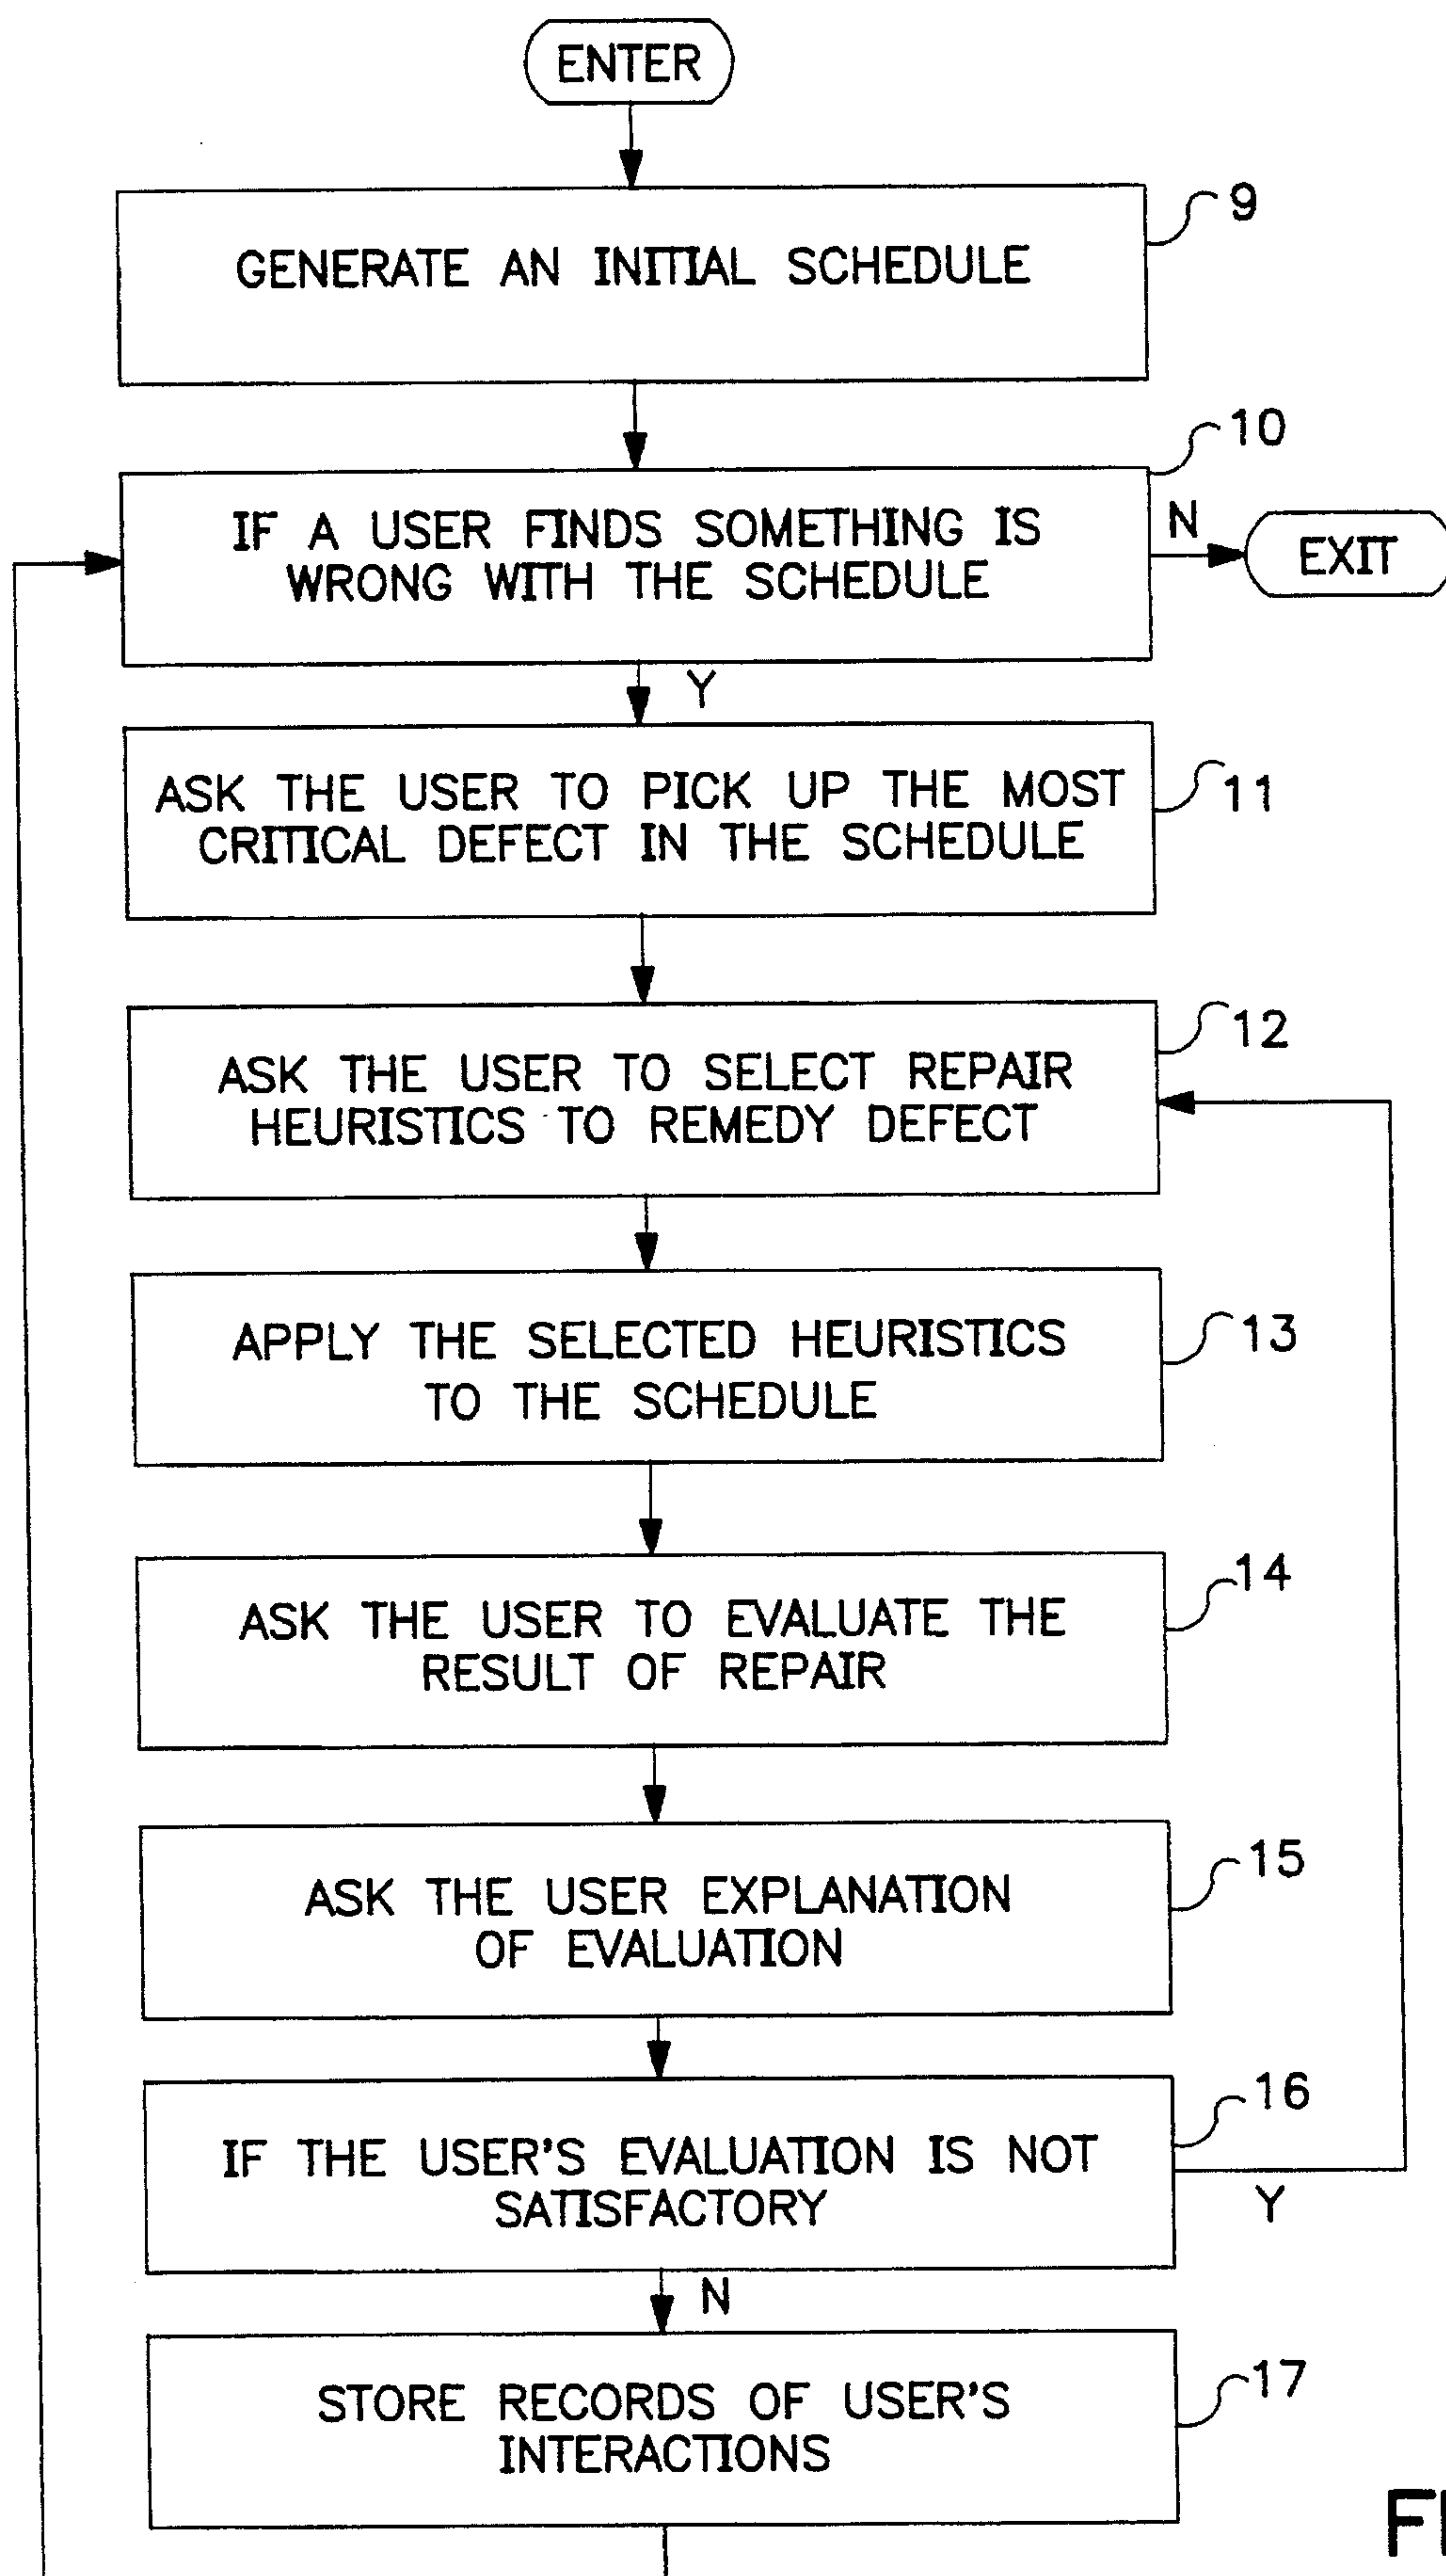 ENTER
GENERATE AN INITIAL SCHEDULE
9
IF A USER FINDS SOMETHING IS
WRONG WITH THE SCHEDULE
10
N
EXIT
Y
ASK THE USER TO PICK UP THE MOST
CRITICAL DEFECT IN THE SCHEDULE
11
ASK THE USER TO SELECT REPAIR
HEURISTICS TO REMEDY DEFECT
12
APPLY THE SELECTED HEURISTICS
TO THE SCHEDULE
13
ASK THE USER TO EVALUATE THE
RESULT OF REPAIR
14
ASK THE USER EXPLANATION
OF EVALUATION
15
IF THE USER'S EVALUATION IS NOT
SATISFACTORY
16
Y
N
STORE RECORDS OF USER'S
INTERACTIONS
17